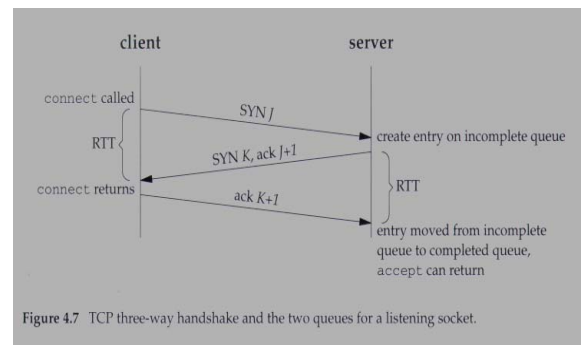 client
server
connect called
SYN J
create entry on incomplete queue
RTT
SYN K, ack J+1
connect returns
RTT
ack K+1
entry moved from incomplete
queue to completed queue,
accept can return
Figure 4.7 TCP three-way handshake and the two queues for a listening socket.